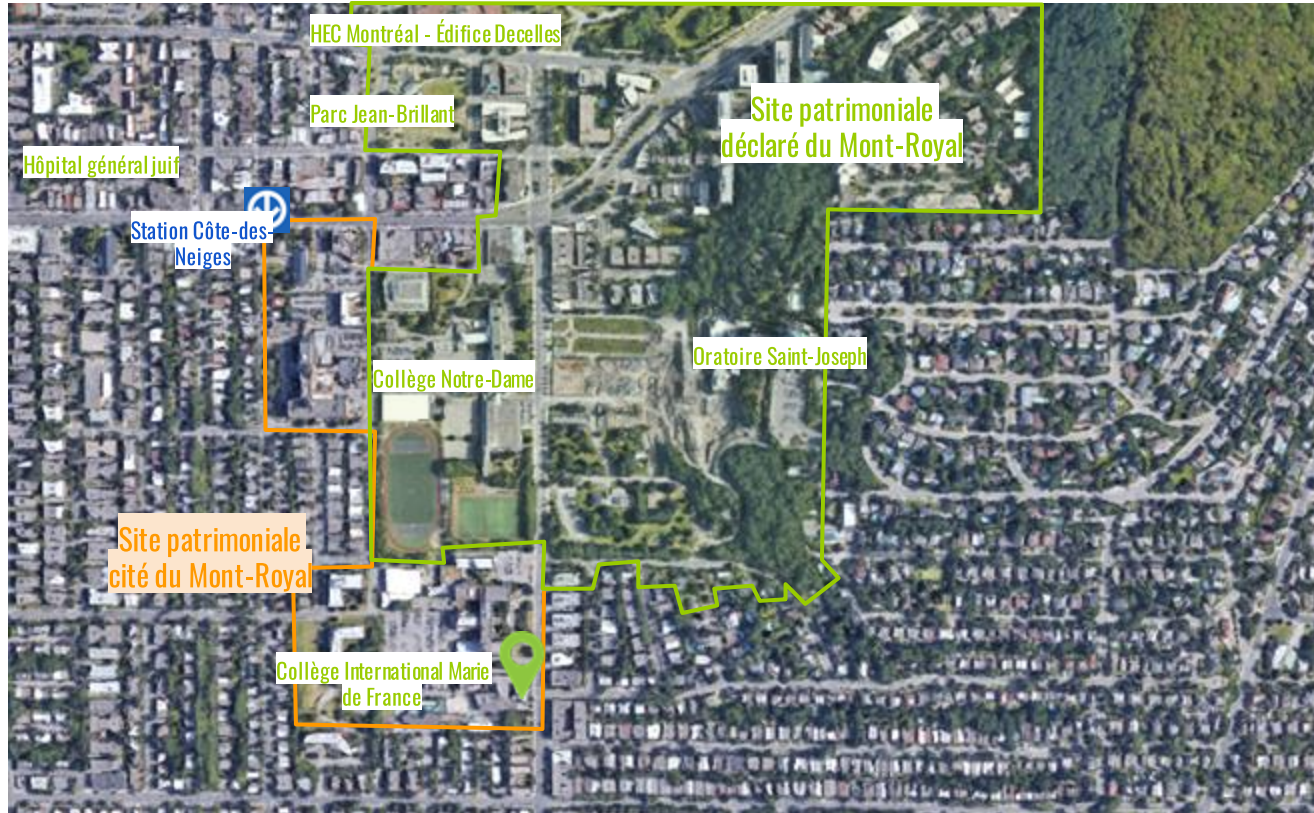 HEC Montréal - Édifice Decelles
Parc Jean-Brillant
Site patrimoniale
déclaré du Mont-Royal
Hôpital général juif
Station Côte-des-
Neiges
Oratoire Saint-Joseph
Collège Notre-Dame
Site patrimoniale
cité du Mont-Royal
Collège International Marie
de France